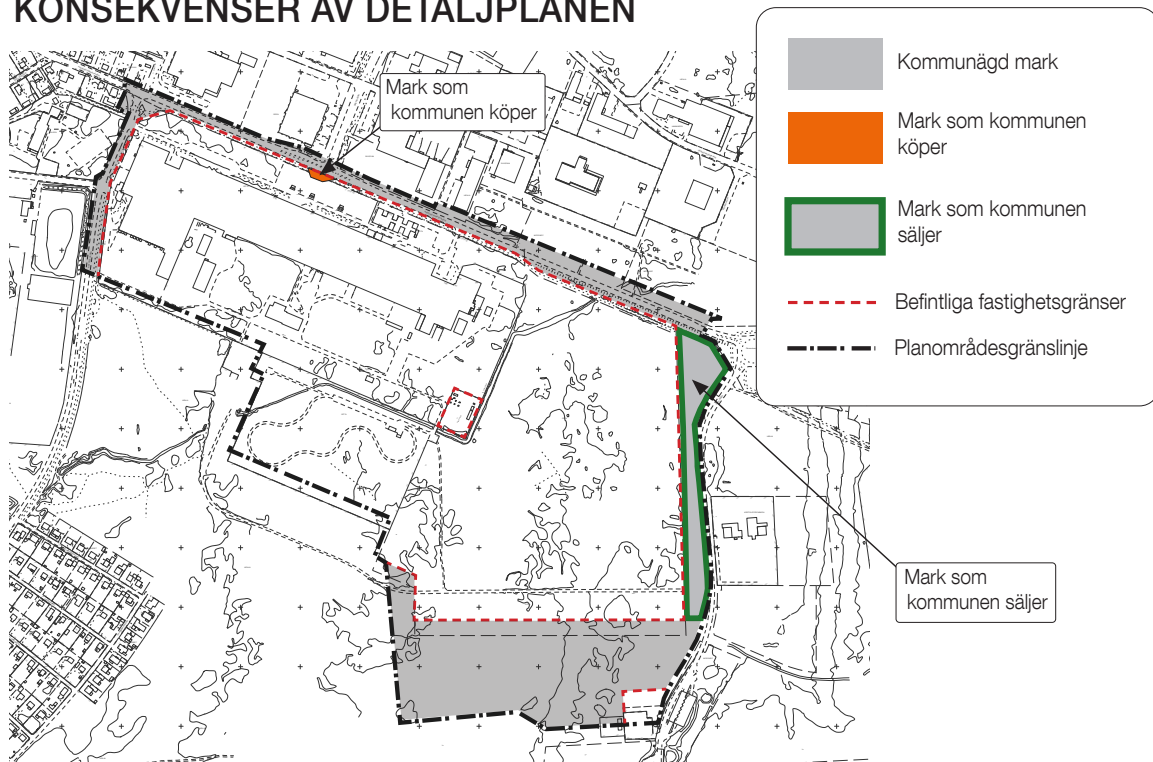 KONSEKVENSER AV DETALJPLANEN
Mark som
kommunen köper
Kommunägd mark
Mark som kommunen
köper
Mark som kommunen
säljer
Befintliga fastighetsgränser
Planområdesgränslinje
Mark som
kommunen säljer